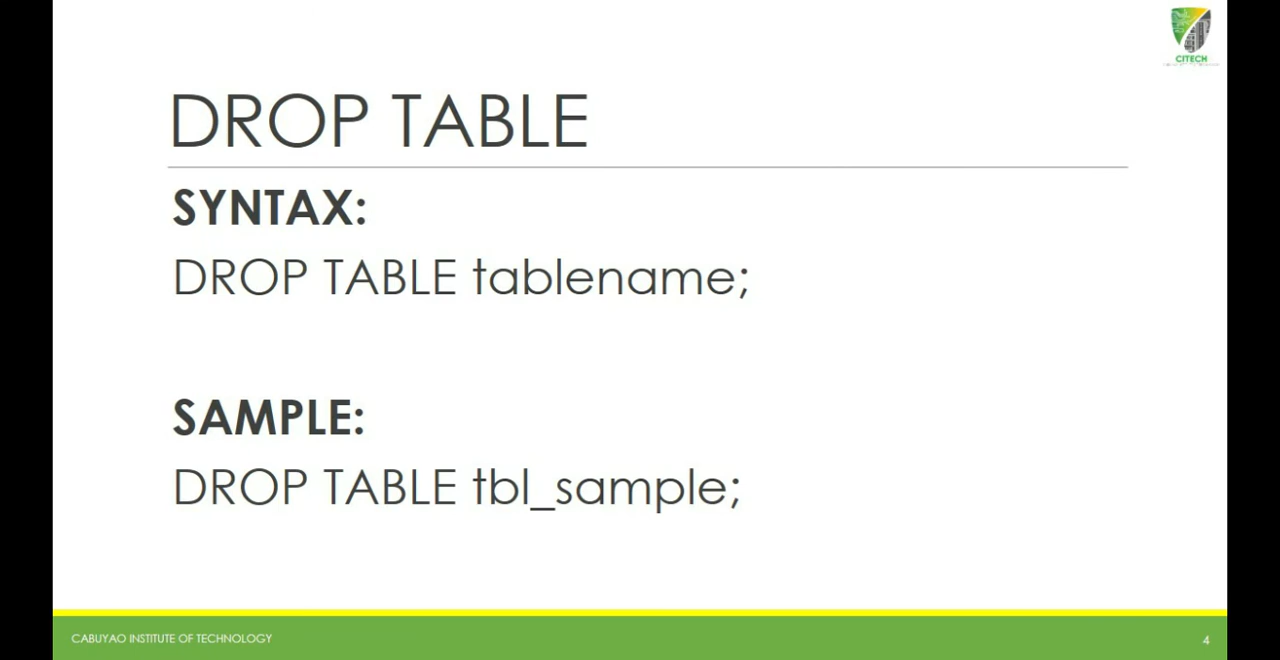 CITECH
DROP TABLE
SYNTAX:
DROP TABLE tablename;
SAMPLE:
DROP TABLE tbl_sample;
CABUYAO INSTITUTE OF TECHNOLOGY
4